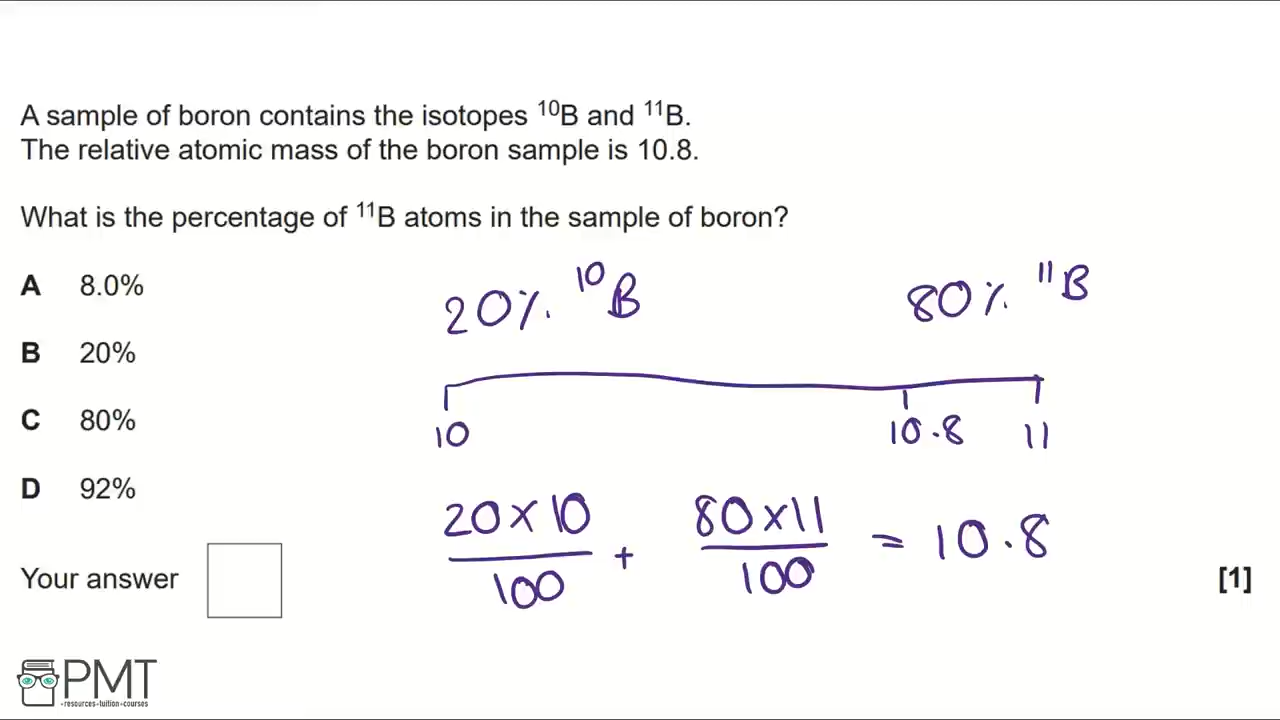 A sample of boron contains the isotopes ¹⁰B and ¹¹B.
The relative atomic mass of the boron sample is 10.8.
What is the percentage of ¹¹B atoms in the sample of boron?
A 8.0%
B 20%
C 80%
D 92%
20% ¹⁰B 80% ¹¹B
10 10.8 11
20 × 10 / 100 + 80 × 11 / 100 = 10.8
Your answer
[1]
PMT
•resources•tuition•courses